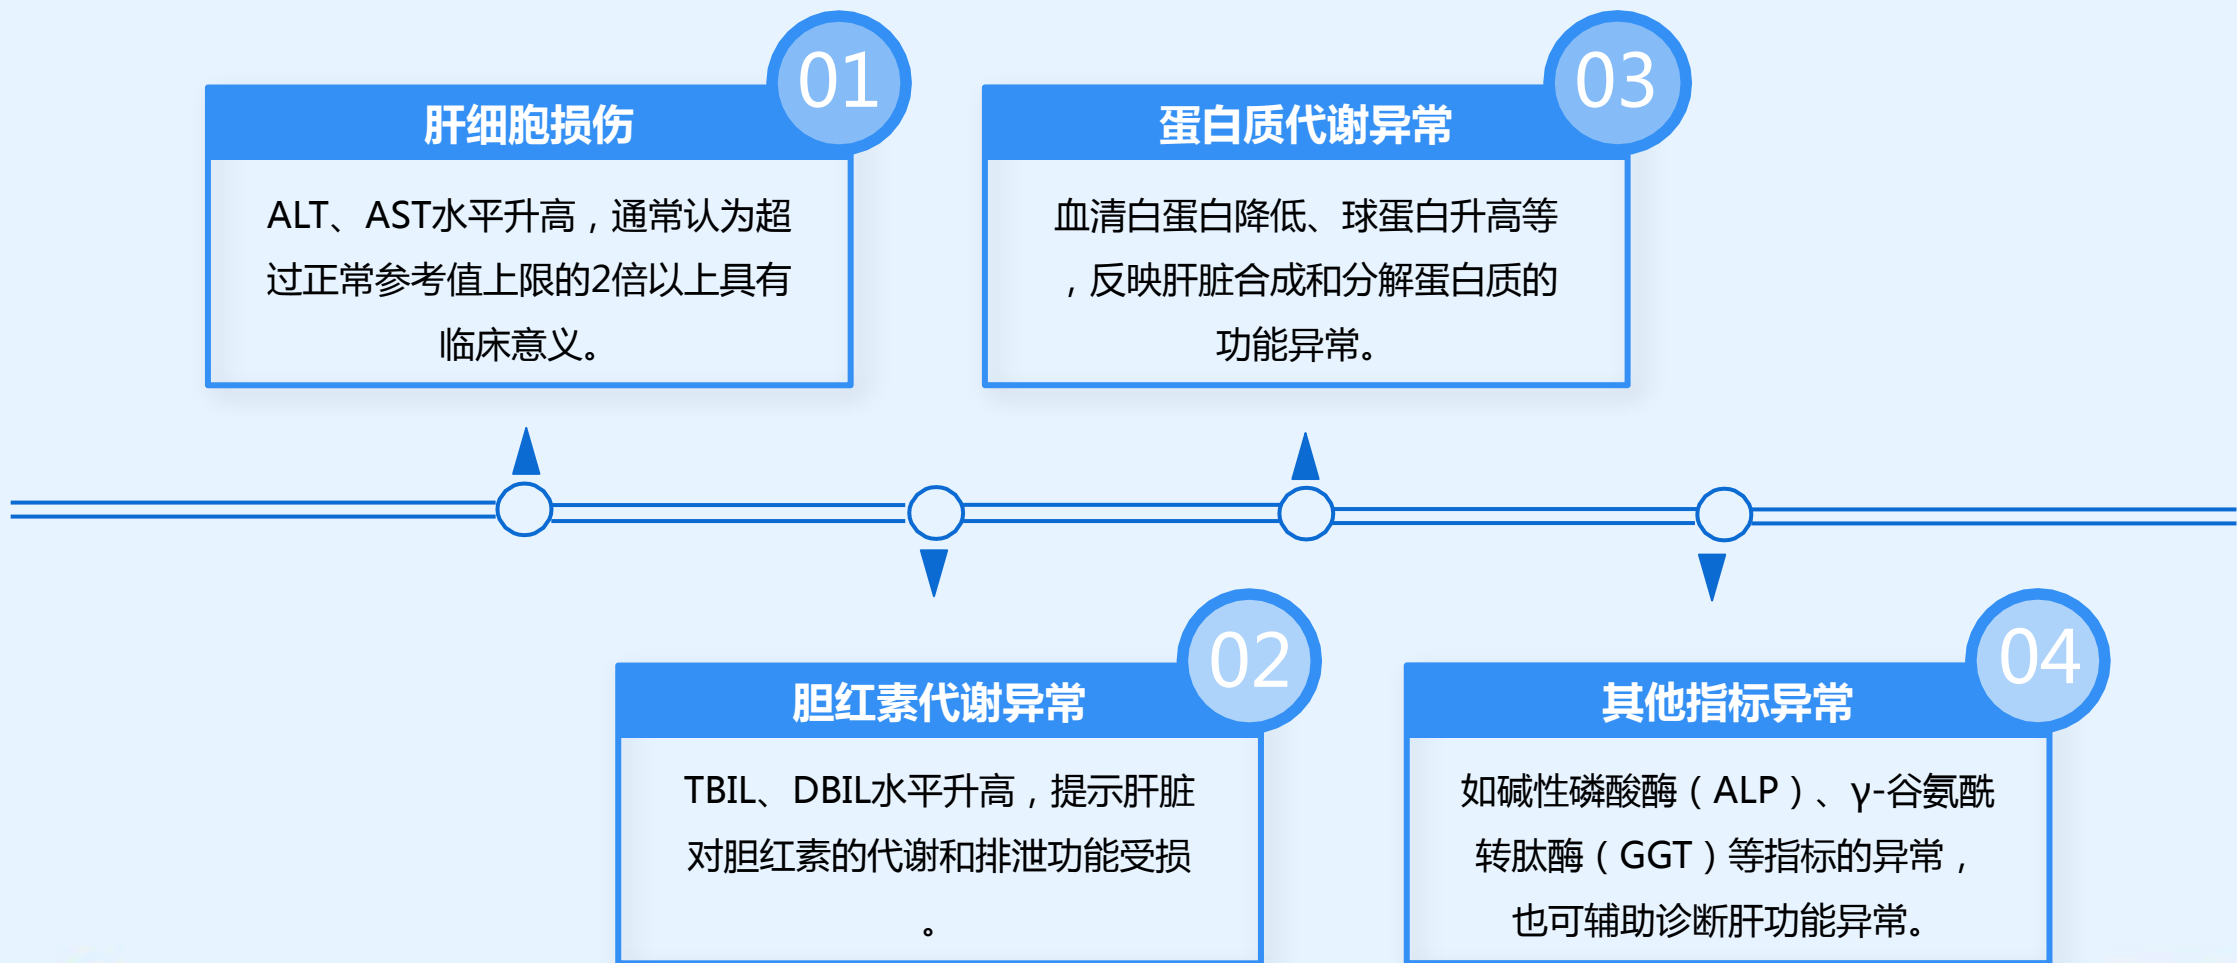 01
肝细胞损伤
ALT、AST水平升高，通常认为超
过正常参考值上限的2倍以上具有
临床意义。
03
蛋白质代谢异常
血清白蛋白降低、球蛋白升高等
，反映肝脏合成和分解蛋白质的
功能异常。
02
胆红素代谢异常
TBIL、DBIL水平升高，提示肝脏
对胆红素的代谢和排泄功能受损
。
04
其他指标异常
如碱性磷酸酶（ALP）、γ-谷氨酰
转肽酶（GGT）等指标的异常，
也可辅助诊断肝功能异常。